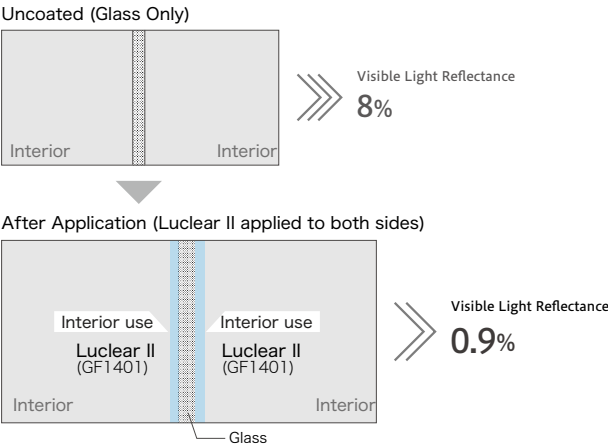 Uncoated (Glass Only)
Interior
Interior
Visible Light Reflectance
8%
After Application (Luclear II applied to both sides)
Interior use
Interior use
Luclear II
(GF1401)
Luclear II
(GF1401)
Interior
Interior
Visible Light Reflectance
0.9%
Glass